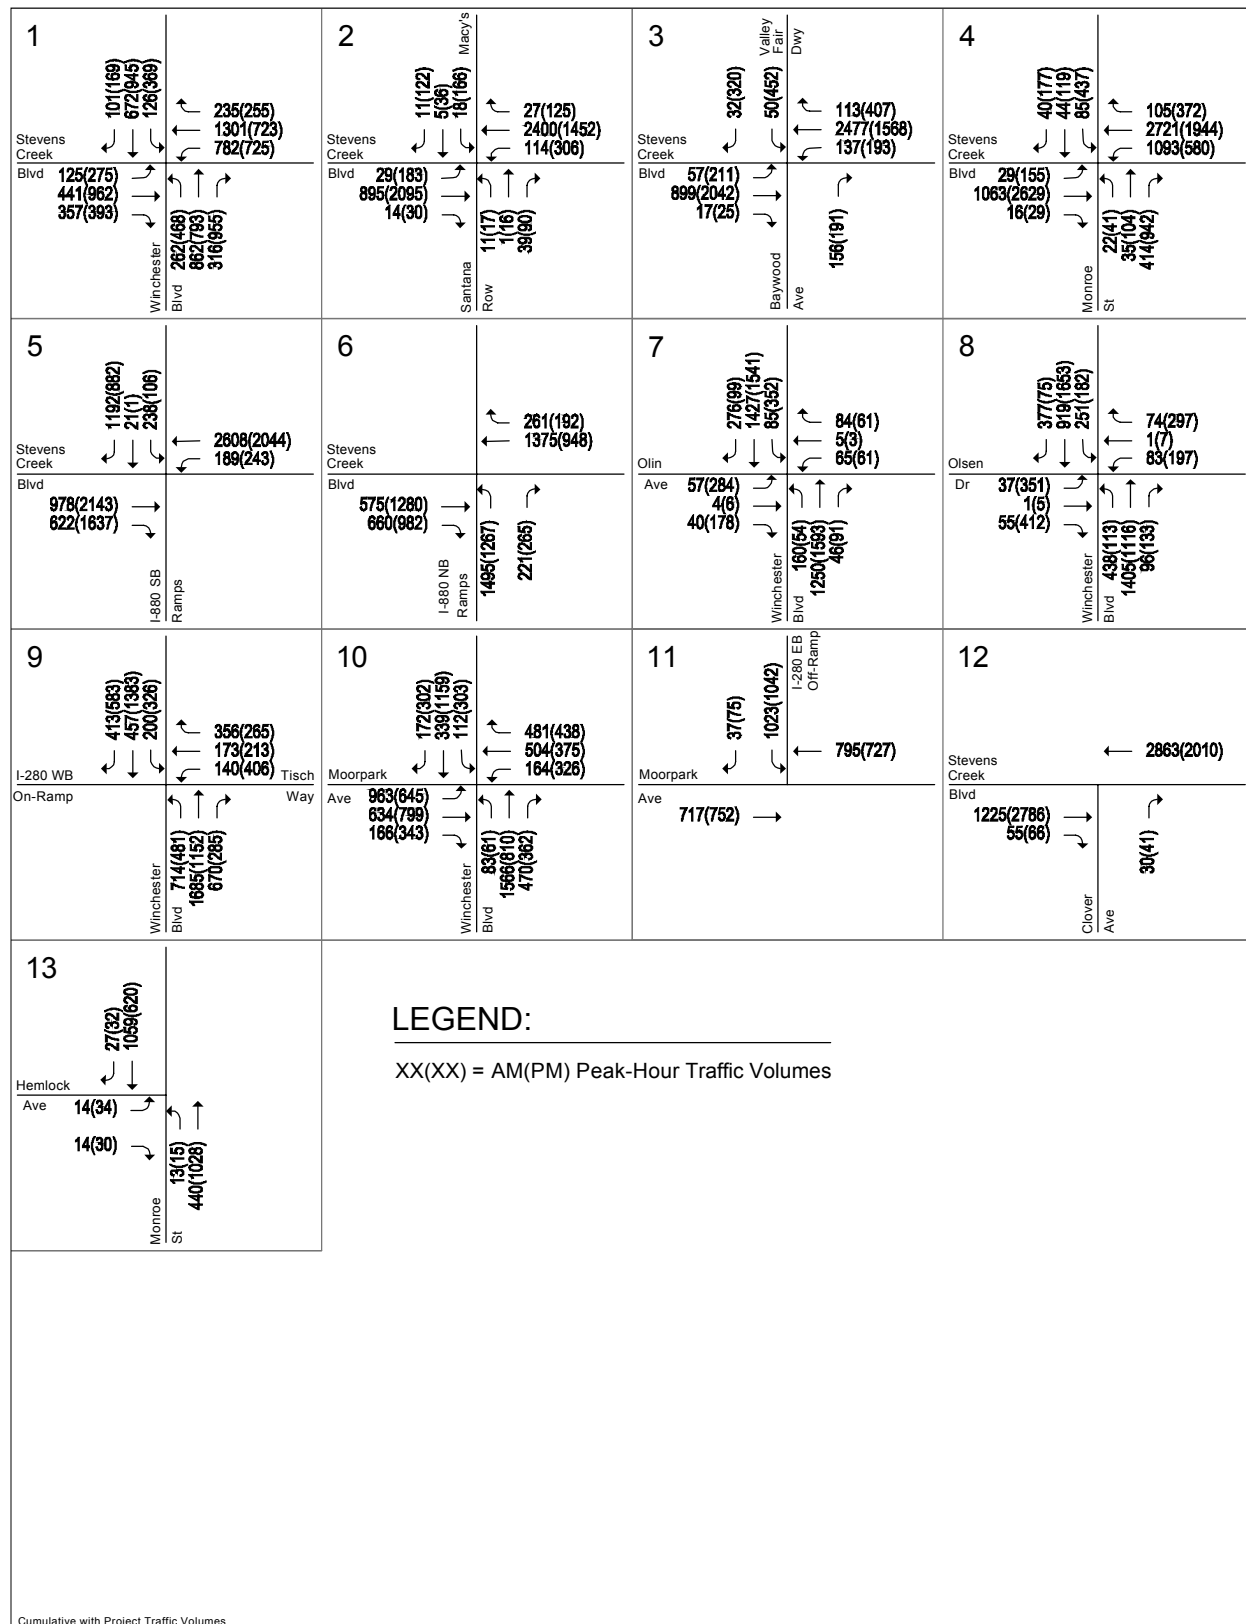 1
101(169)
672(945)
126(369)
235(255)
1301(723)
782(725)
Stevens
Creek
Blvd
125(275)
441(962)
357(393)
262(468)
862(793)
316(955)
Winchester
Blvd
2
Macy's
11(122)
5(36)
18(166)
27(125)
2400(1452)
114(306)
Stevens
Creek
Blvd
29(183)
895(2095)
14(30)
11(17)
1(16)
39(90)
Santana
Row
3
Valley
Fair
Dwy
32(320)
50(452)
113(407)
2477(1568)
137(193)
Stevens
Creek
Blvd
57(211)
899(2042)
17(25)
156(191)
Baywood
Ave
4
40(177)
44(119)
85(437)
105(372)
2721(1944)
1093(580)
Stevens
Creek
Blvd
29(155)
1063(2629)
16(29)
22(41)
35(104)
414(942)
Monroe
St
5
1192(882)
21(1)
238(106)
2608(2044)
189(243)
Stevens
Creek
Blvd
978(2143)
622(1637)
I-880 SB
Ramps
6
261(192)
1375(948)
Stevens
Creek
Blvd
575(1280)
660(982)
1495(1267)
221(265)
I-880 NB
Ramps
7
276(99)
1427(1541)
85(352)
84(61)
5(3)
65(61)
Olin
Ave
57(284)
4(6)
40(178)
160(54)
1250(1593)
46(91)
Winchester
Blvd
8
377(75)
919(1653)
251(182)
74(297)
1(7)
83(197)
Olsen
Dr
37(351)
1(5)
55(412)
438(113)
1405(1116)
96(133)
Winchester
Blvd
9
413(583)
457(1383)
200(326)
356(265)
173(213)
140(406)
I-280 WB
On-Ramp
Tisch
Way
714(481)
1685(1152)
670(285)
Winchester
Blvd
10
172(302)
339(1159)
112(303)
481(438)
504(375)
164(326)
Moorpark
Ave
963(645)
634(799)
166(343)
83(61)
1566(810)
470(362)
Winchester
Blvd
11
I-280 EB
Off-Ramp
37(75)
1023(1042)
795(727)
Moorpark
Ave
717(752)
12
2863(2010)
Stevens
Creek
Blvd
1225(2786)
55(66)
30(41)
Clover
Ave
13
27(32)
1059(620)
Hemlock
Ave
14(34)
14(30)
13(15)
440(1028)
Monroe
St
LEGEND:
XX(XX) = AM(PM) Peak-Hour Traffic Volumes
Cumulative with Project Traffic Volumes